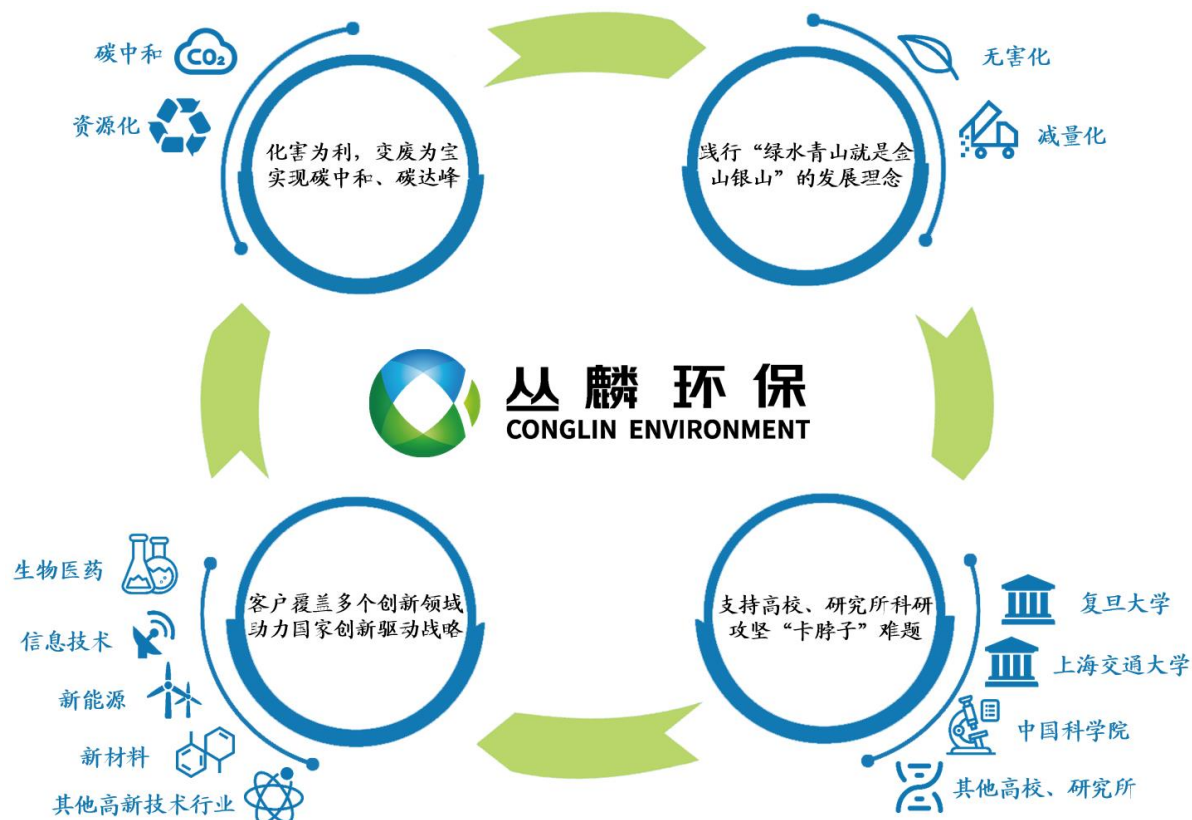 碳中和
CO₂
资源化
化害为利，变废为宝
实现碳中和、碳达峰
无害化
减量化
践行“绿水青山就是金
山银山”的发展理念
丛麟环保
CONGLIN ENVIRONMENT
生物医药
信息技术
新能源
新材料
其他高新技术行业
客户覆盖多个创新领域
助力国家创新驱动战略
支持高校、研究所科研
攻坚“卡脖子”难题
复旦大学
上海交通大学
中国科学院
其他高校、研究所